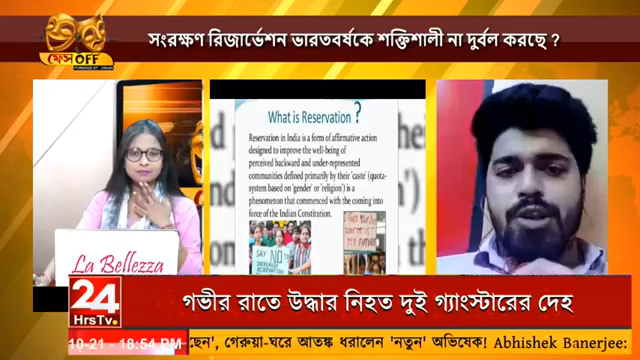 সংরক্ষণ রিজার্ভেশন ভারতবর্ষকে শক্তিশালী না দুর্বল করছে ?
ফেস OFF
What is Reservation ?
Reservation in India is a form of affirmative action
designed to improve the well-being of
perceived backward and under-represented
communities defined primarily by their 'caste' (quota-
system based on 'gender' or 'religion') is a
phenomenon that commenced with the coming into
force of the Indian Constitution.
SAY NO
La Bellezza
24
HrsTv.
গভীর রাতে উদ্ধার নিহত দুই গ্যাংস্টারের দেহ
10-21 - 18:54 PM
ছেন', গেরুয়া-ঘরে আতঙ্ক ধরালেন 'নতুন' অভিষেক! Abhishek Banerjee: